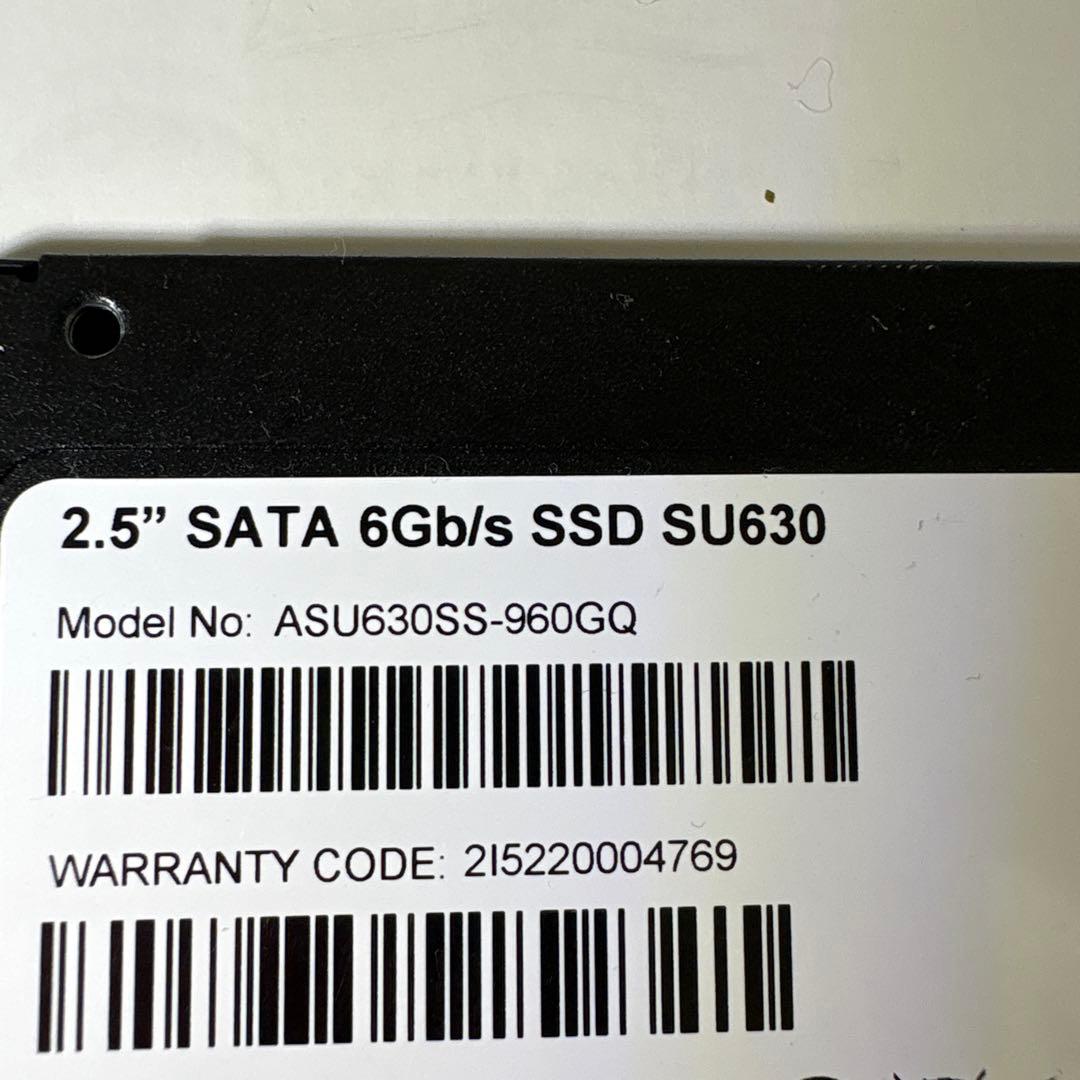 2.5” SATA 6Gb/s SSD SU630
Model No: ASU630SS-960GQ
WARRANTY CODE: 2I5220004769